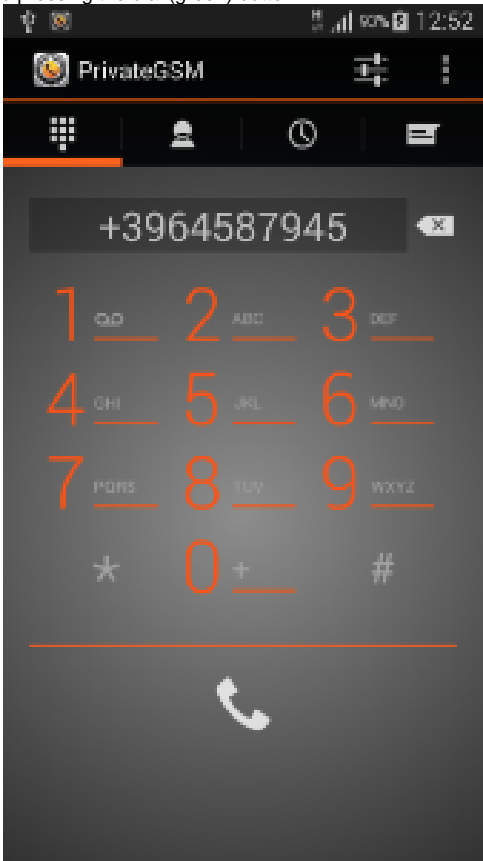 92% 12:52
PrivateGSM
+3964587945
1 2 ABC 3 DEF
4 GHI 5 JKL 6 MNO
7 PQRS 8 TUV 9 WXYZ
* 0 + #